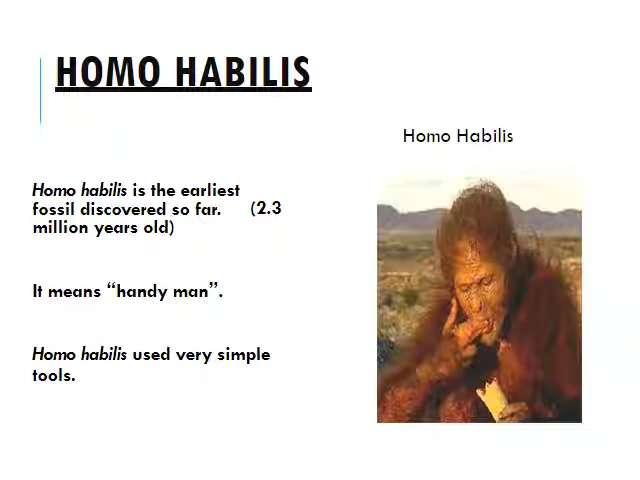 HOMO HABILIS
Homo Habilis
Homo habilis is the earliest
fossil discovered so far. (2.3
million years old)
It means “handy man”.
Homo habilis used very simple
tools.